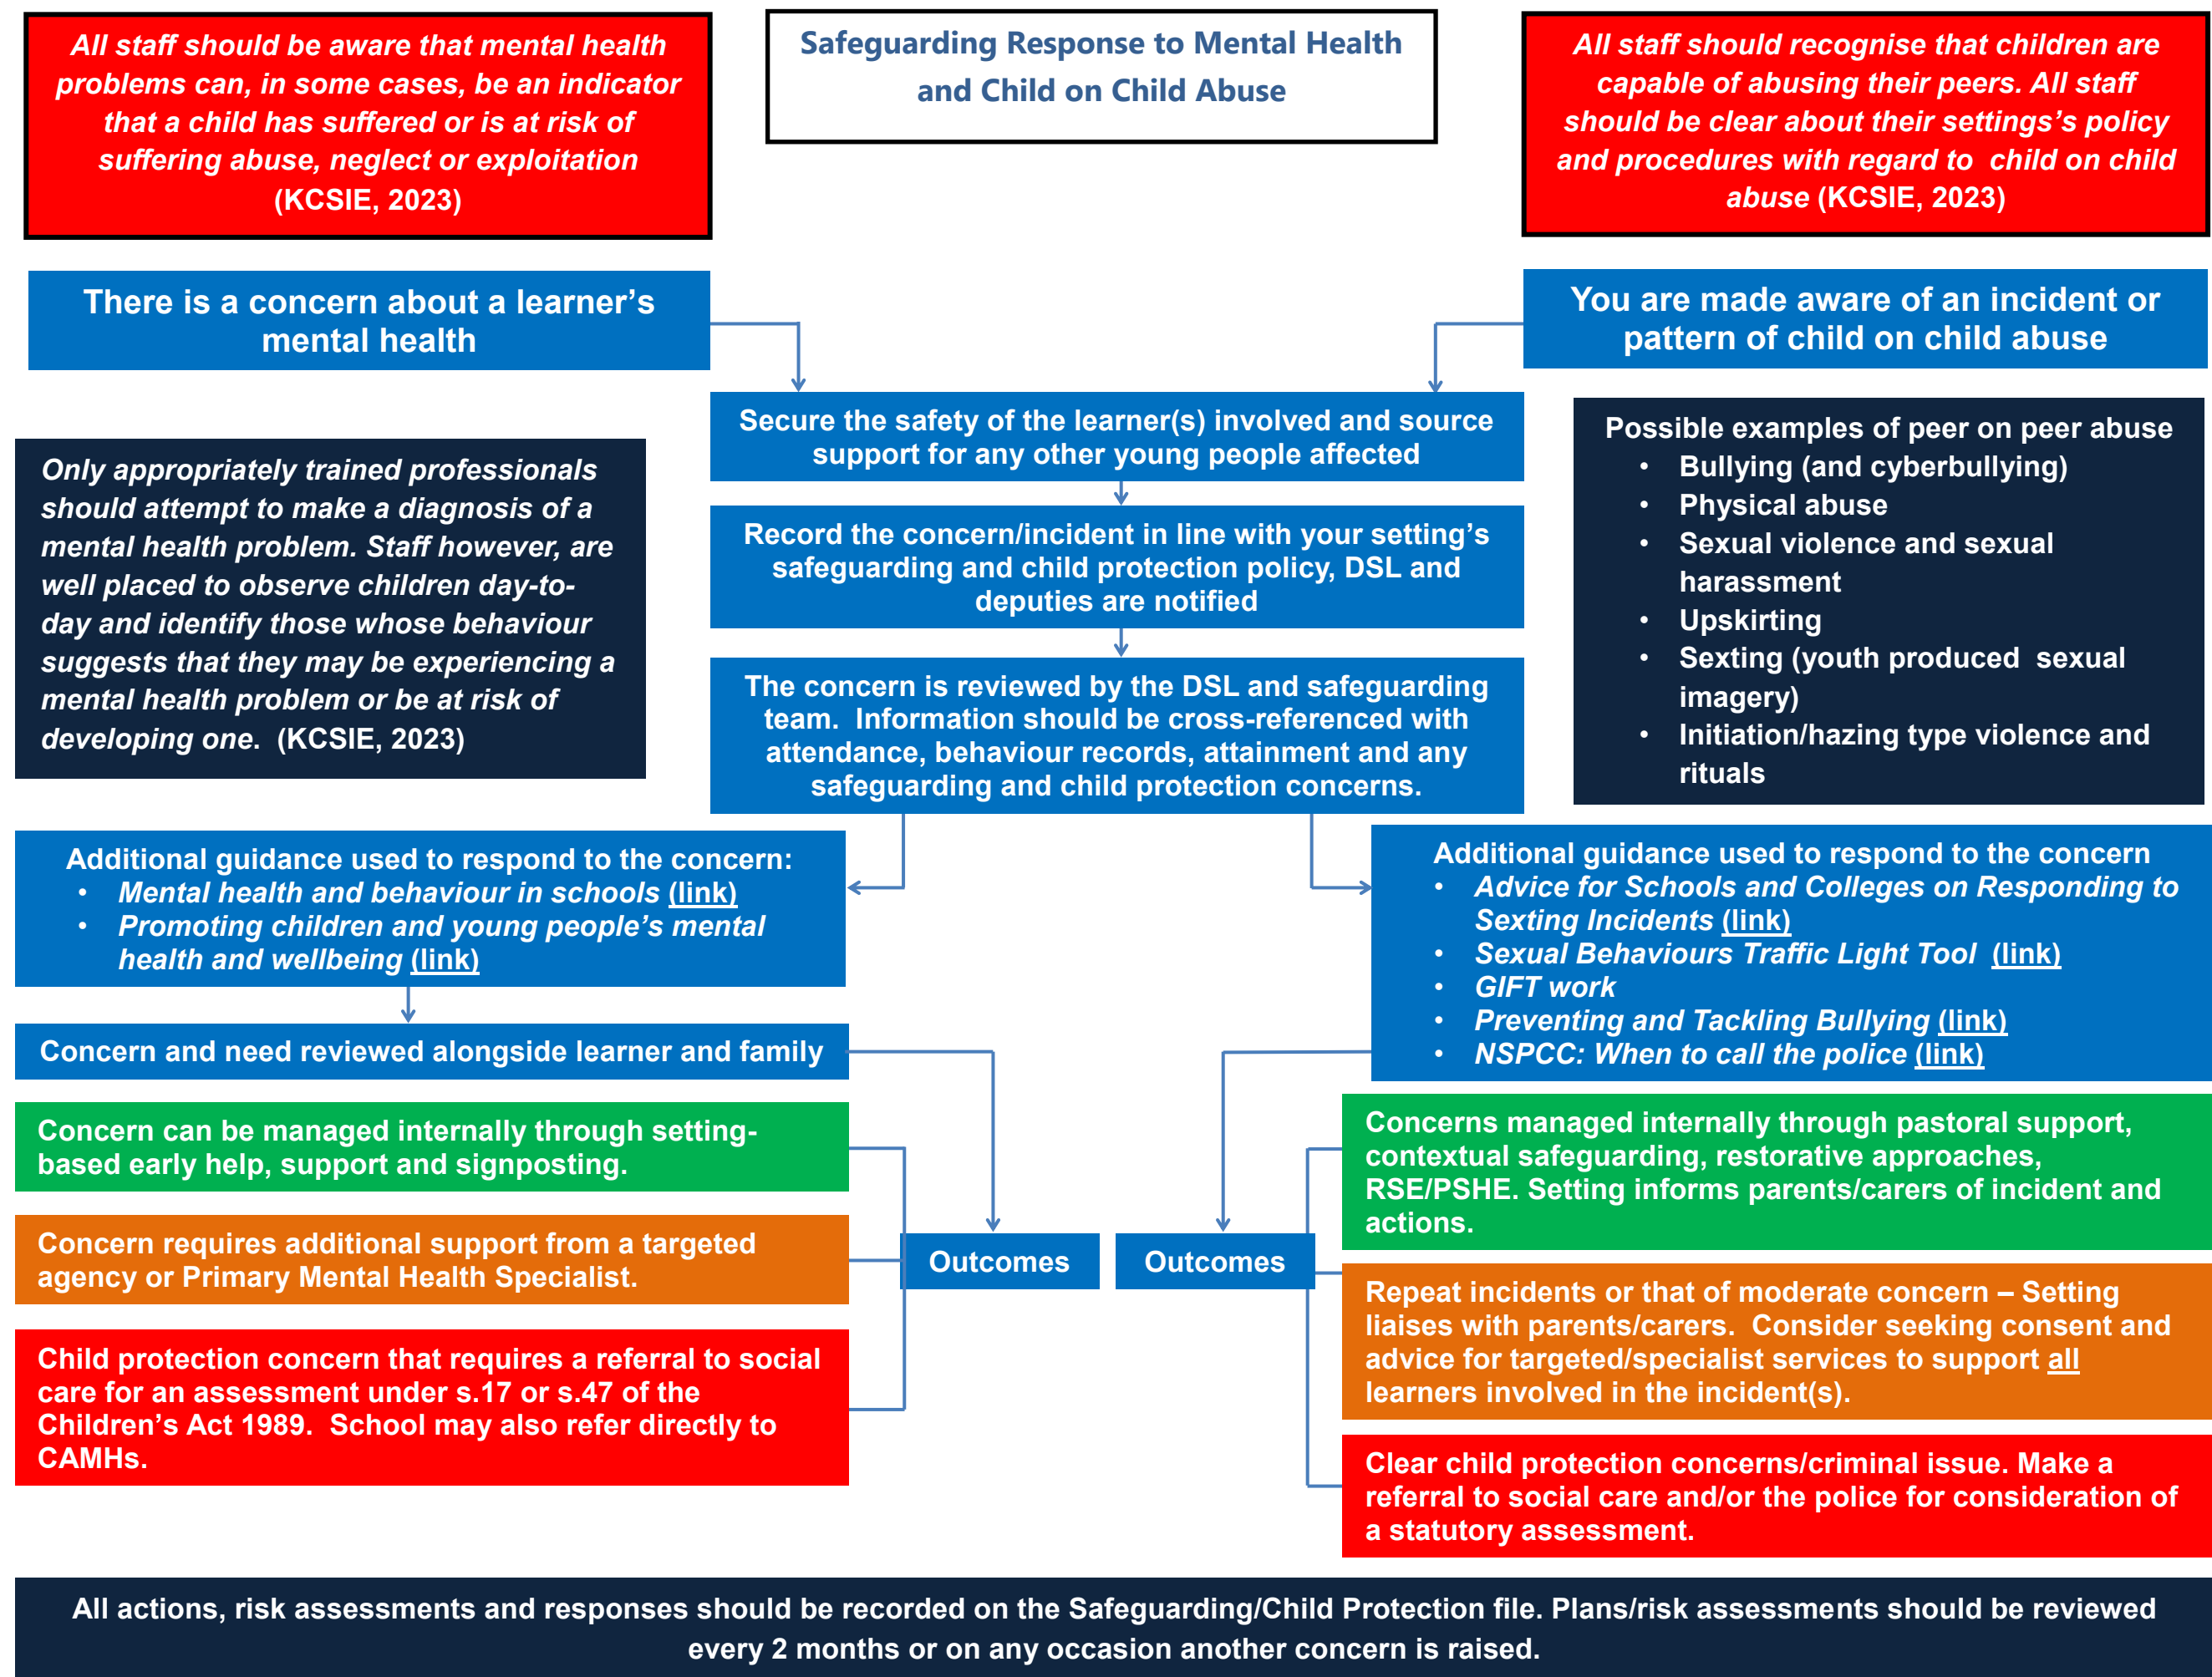 All staff should be aware that mental health
problems can, in some cases, be an indicator
that a child has suffered or is at risk of
suffering abuse, neglect or exploitation
(KCSIE, 2023)
Safeguarding Response to Mental Health
and Child on Child Abuse
All staff should recognise that children are
capable of abusing their peers. All staff
should be clear about their settings's policy
and procedures with regard to child on child
abuse (KCSIE, 2023)
There is a concern about a learner’s
mental health
You are made aware of an incident or
pattern of child on child abuse
Secure the safety of the learner(s) involved and source
support for any other young people affected
Only appropriately trained professionals
should attempt to make a diagnosis of a
mental health problem. Staff however, are
well placed to observe children day-to-
day and identify those whose behaviour
suggests that they may be experiencing a
mental health problem or be at risk of
developing one. (KCSIE, 2023)
Record the concern/incident in line with your setting’s
safeguarding and child protection policy, DSL and
deputies are notified
Possible examples of peer on peer abuse
• Bullying (and cyberbullying)
• Physical abuse
• Sexual violence and sexual
harassment
• Upskirting
• Sexting (youth produced sexual
imagery)
• Initiation/hazing type violence and
rituals
The concern is reviewed by the DSL and safeguarding
team. Information should be cross-referenced with
attendance, behaviour records, attainment and any
safeguarding and child protection concerns.
Additional guidance used to respond to the concern:
• Mental health and behaviour in schools (link)
• Promoting children and young people’s mental
health and wellbeing (link)
Additional guidance used to respond to the concern
• Advice for Schools and Colleges on Responding to
Sexting Incidents (link)
• Sexual Behaviours Traffic Light Tool (link)
• GIFT work
• Preventing and Tackling Bullying (link)
• NSPCC: When to call the police (link)
Concern and need reviewed alongside learner and family
Concern can be managed internally through setting-
based early help, support and signposting.
Concern requires additional support from a targeted
agency or Primary Mental Health Specialist.
Child protection concern that requires a referral to social
care for an assessment under s.17 or s.47 of the
Children’s Act 1989. School may also refer directly to
CAMHs.
Outcomes
Outcomes
Concerns managed internally through pastoral support,
contextual safeguarding, restorative approaches,
RSE/PSHE. Setting informs parents/carers of incident and
actions.
Repeat incidents or that of moderate concern – Setting
liaises with parents/carers. Consider seeking consent and
advice for targeted/specialist services to support all
learners involved in the incident(s).
Clear child protection concerns/criminal issue. Make a
referral to social care and/or the police for consideration of
a statutory assessment.
All actions, risk assessments and responses should be recorded on the Safeguarding/Child Protection file. Plans/risk assessments should be reviewed
every 2 months or on any occasion another concern is raised.